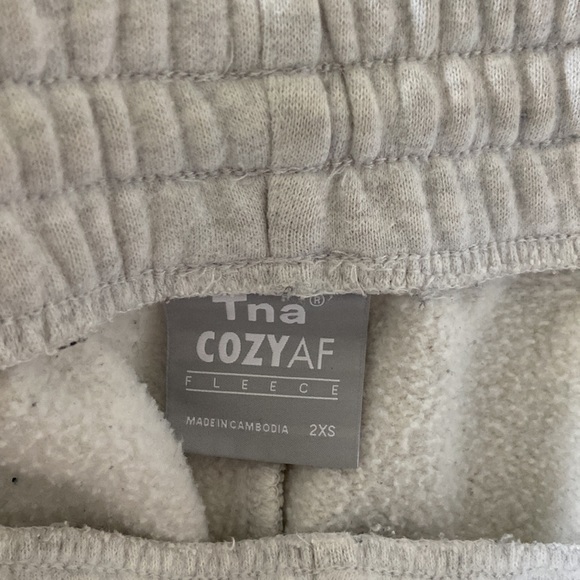 Tna®
COZYAF
FLEECE
MADE IN CAMBODIA 2XS